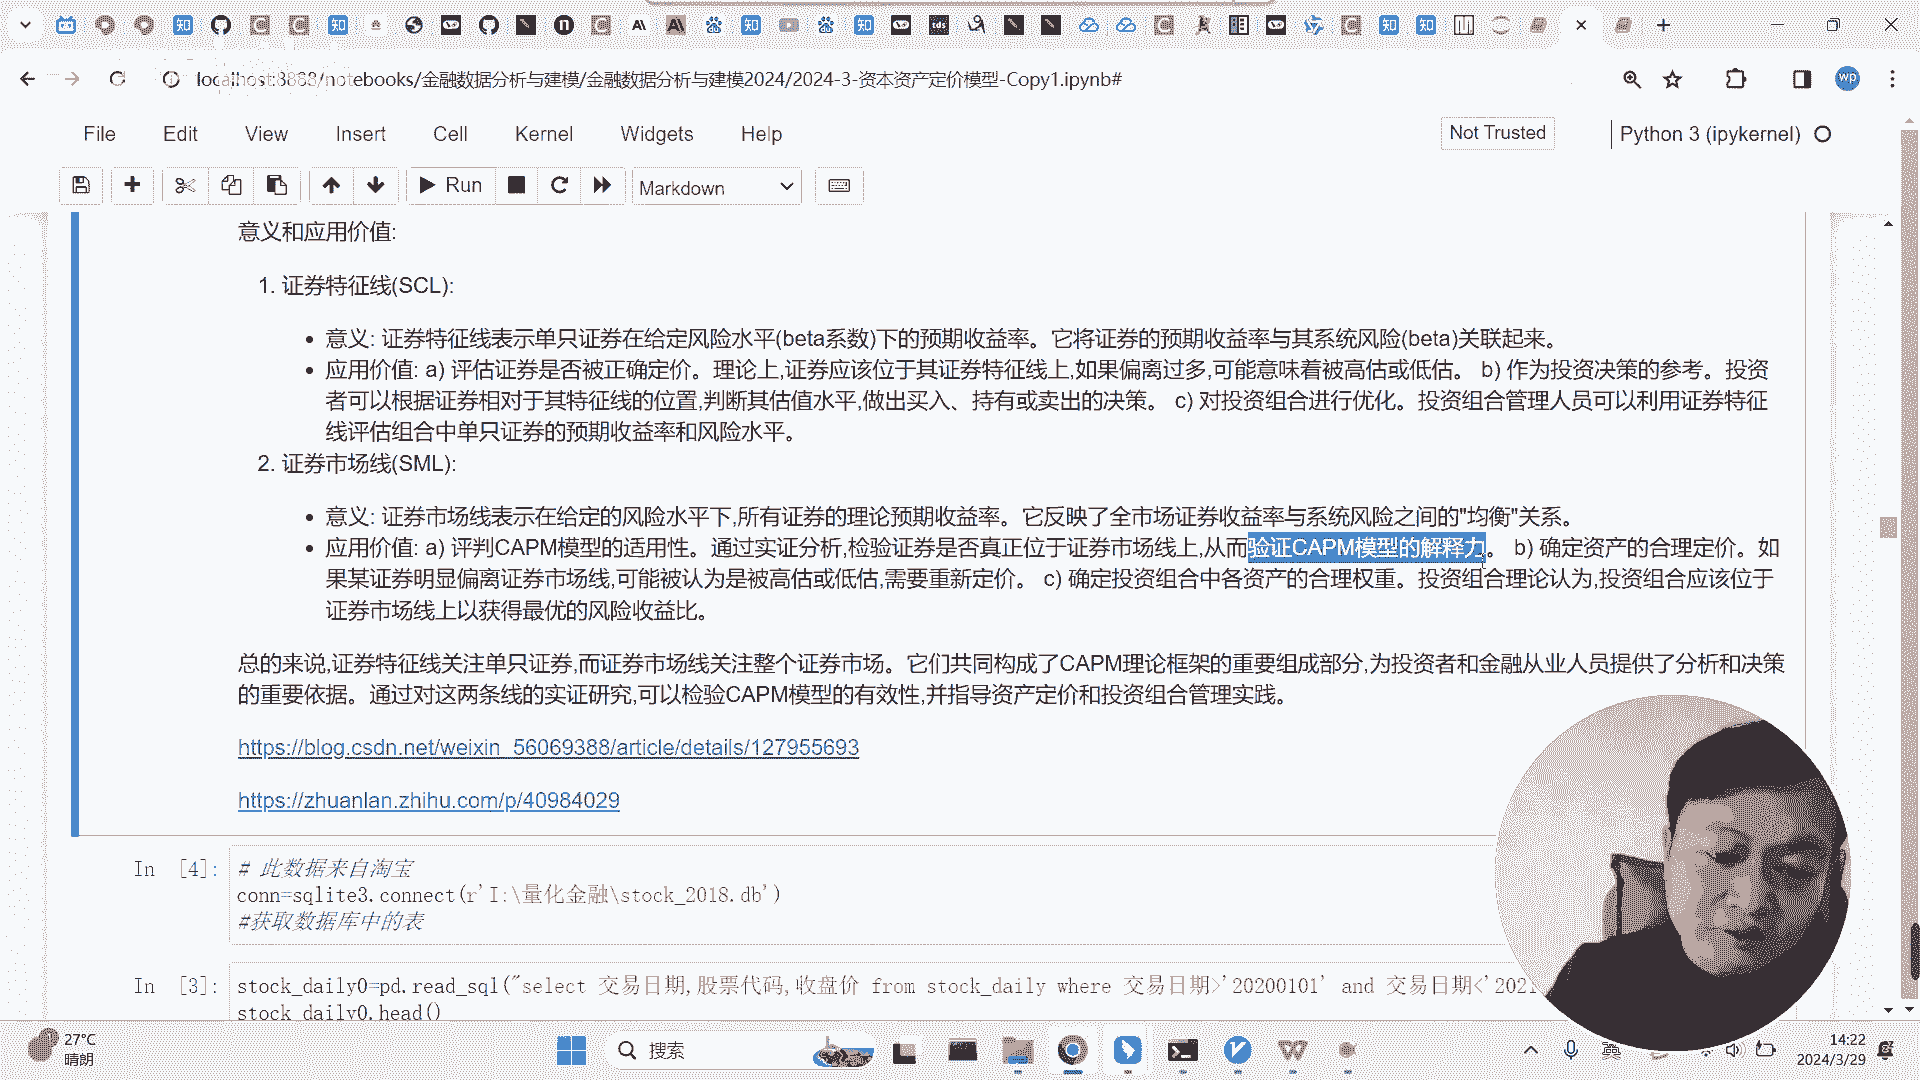 localhost:8888/notebooks/金融数据分析与建模/金融数据分析与建模2024/2024-3-资本资产定价模型-Copy1.ipynb#
wp
File Edit View Insert Cell Kernel Widgets Help
Not Trusted
Python 3 (ipykernel)
Run
Markdown
意义和应用价值:
1. 证券特征线(SCL):
• 意义: 证券特征线表示单只证券在给定风险水平(beta系数)下的预期收益率。它将证券的预期收益率与其系统风险(beta)关联起来。
• 应用价值: a) 评估证券是否被正确定价。理论上,证券应该位于其证券特征线上,如果偏离过多,可能意味着被高估或低估。 b) 作为投资决策的参考。投资
者可以根据证券相对于其特征线的位置,判断其估值水平,做出买入、持有或卖出的决策。 c) 对投资组合进行优化。投资组合管理人员可以利用证券特征
线评估组合中单只证券的预期收益率和风险水平。
2. 证券市场线(SML):
• 意义: 证券市场线表示在给定的风险水平下,所有证券的理论预期收益率。它反映了全市场证券收益率与系统风险之间的"均衡"关系。
• 应用价值: a) 评判CAPM模型的适用性。通过实证分析,检验证券是否真正位于证券市场线上,从而验证CAPM模型的解释力。 b) 确定资产的合理定价。如
果某证券明显偏离证券市场线,可能被认为是被高估或低估,需要重新定价。 c) 确定投资组合中各资产的合理权重。投资组合理论认为,投资组合应该位于
证券市场线上以获得最优的风险收益比。
总的来说,证券特征线关注单只证券,而证券市场线关注整个证券市场。它们共同构成了CAPM理论框架的重要组成部分,为投资者和金融从业人员提供了分析和决策
的重要依据。通过对这两条线的实证研究,可以检验CAPM模型的有效性,并指导资产定价和投资组合管理实践。
https://blog.csdn.net/weixin_56069388/article/details/127955693
https://zhuanlan.zhihu.com/p/40984029
In [4]:
# 此数据来自淘宝
conn=sqlite3.connect(r'I:\量化金融\stock_2018.db')
#获取数据库中的表
In [3]:
stock_daily0=pd.read_sql("select 交易日期,股票代码,收盘价 from stock_daily where 交易日期>'20200101' and 交易日期<'2021
stock_daily0.head()
27°C
晴朗
搜索
英
14:22
2024/3/29